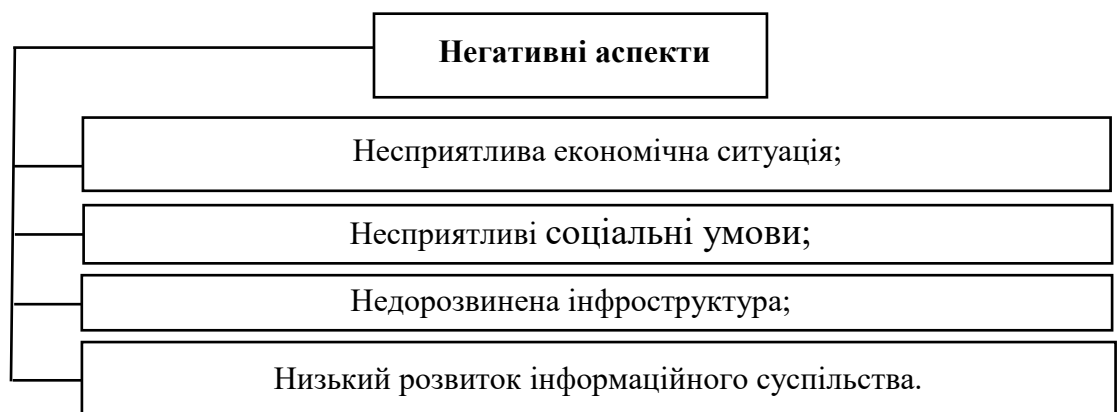 Негативні аспекти
Несприятлива економічна ситуація;
Несприятливі соціальні умови;
Недорозвинена інфроструктура;
Низький розвиток інформаційного суспільства.